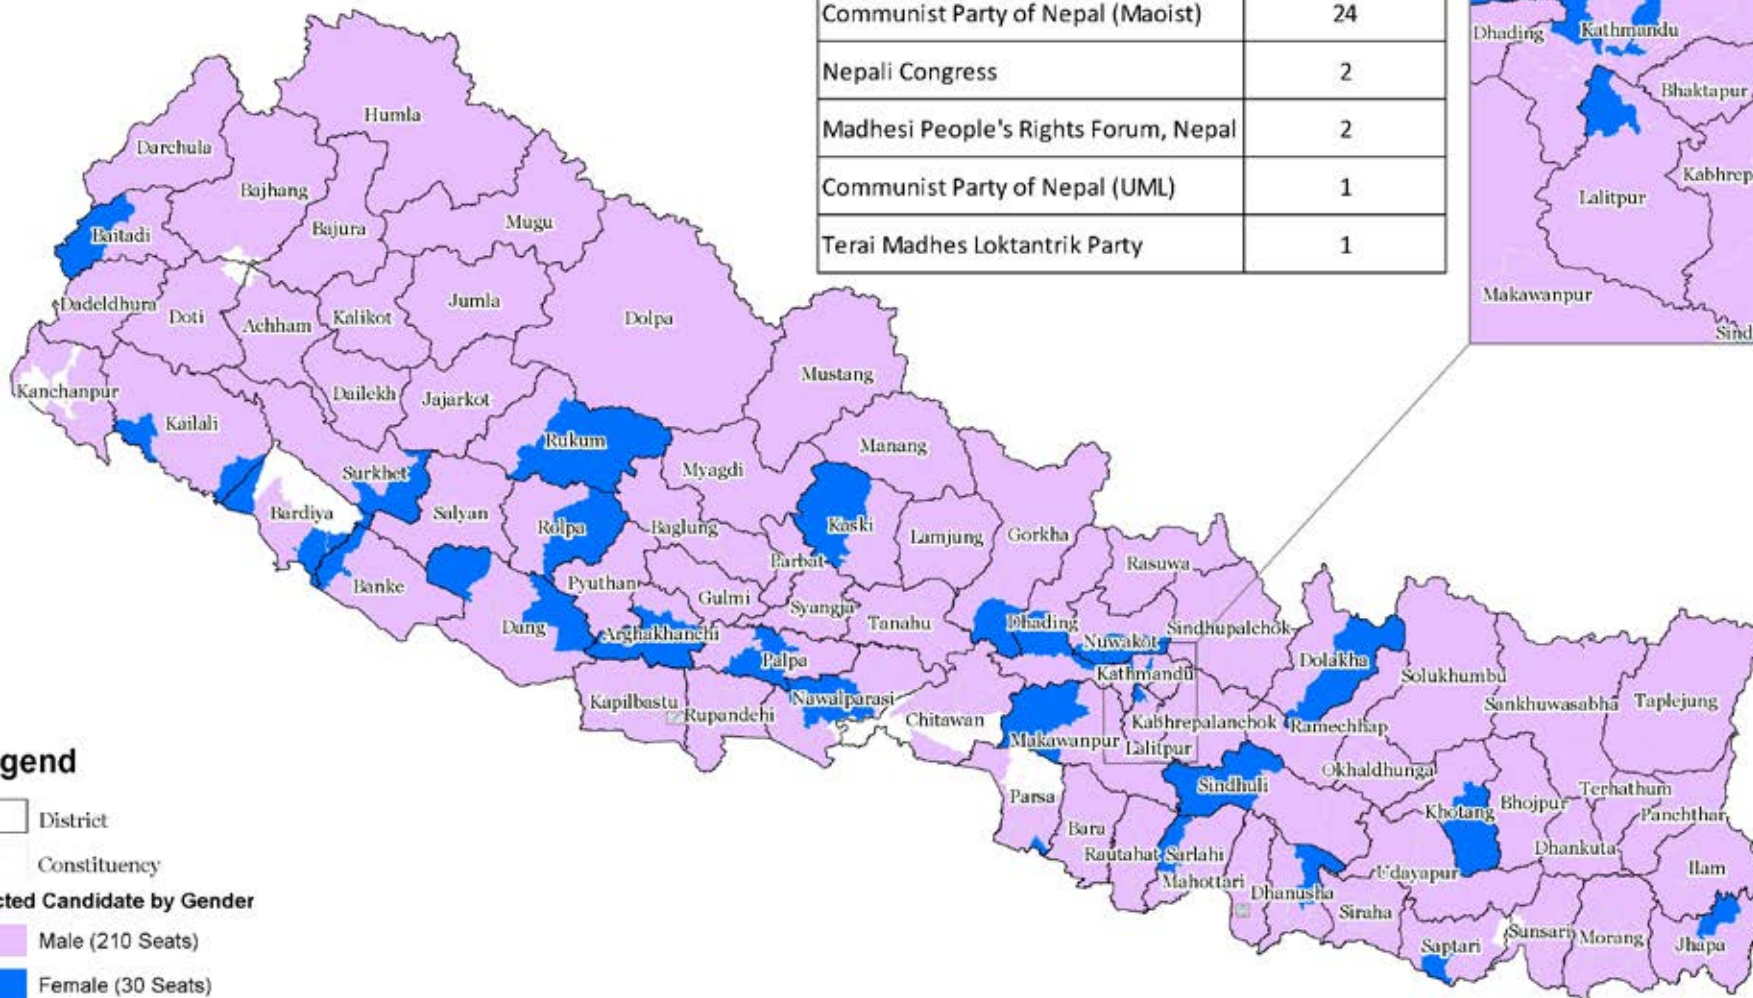 Communist Party of Nepal (Maoist) 24
Nepali Congress 2
Madhesi People's Rights Forum, Nepal 2
Communist Party of Nepal (UML) 1
Terai Madhes Loktantrik Party 1
Dhading
Kathmandu
Bhaktapur
Kabhrep
Lalitpur
Makawanpur
Sind
Humla
Darchula
Bajhang
Bajura
Mugu
Baitadi
Dadeldhura
Doti
Achham
Kalikot
Jumla
Dolpa
Mustang
Kanchanpur
Kailali
Dailekh
Jajarkot
Rukum
Myagdi
Manang
Surkhet
Bardiya
Salyan
Rolpa
Baglung
Kaski
Lamjung
Gorkha
Parbat
Rasuwa
Banke
Pyuthan
Gulmi
Syangja
Tanahu
Dang
Arghakhanchi
Dhading
Nuwakot
Sindhupalchok
Palpa
Dolakha
Kathmandu
Solukhumbu
Sankhuwasabha
Taplejung
Kapilbastu
Rupandehi
Nawalparasi
Chitawan
Kabhrepalanchok
Ramechhap
Makawanpur
Lalitpur
Okhaldhunga
Sindhuli
Terhathum
Parsa
Khotang
Bhojpur
Panchthar
Bara
Dhankuta
Rautahat
Sarlahi
Udayapur
Ilam
Mahottari
Dhanusha
Siraha
Saptari
Sunsari
Morang
Jhapa
gend
District
Constituency
cted Candidate by Gender
Male (210 Seats)
Female (30 Seats)